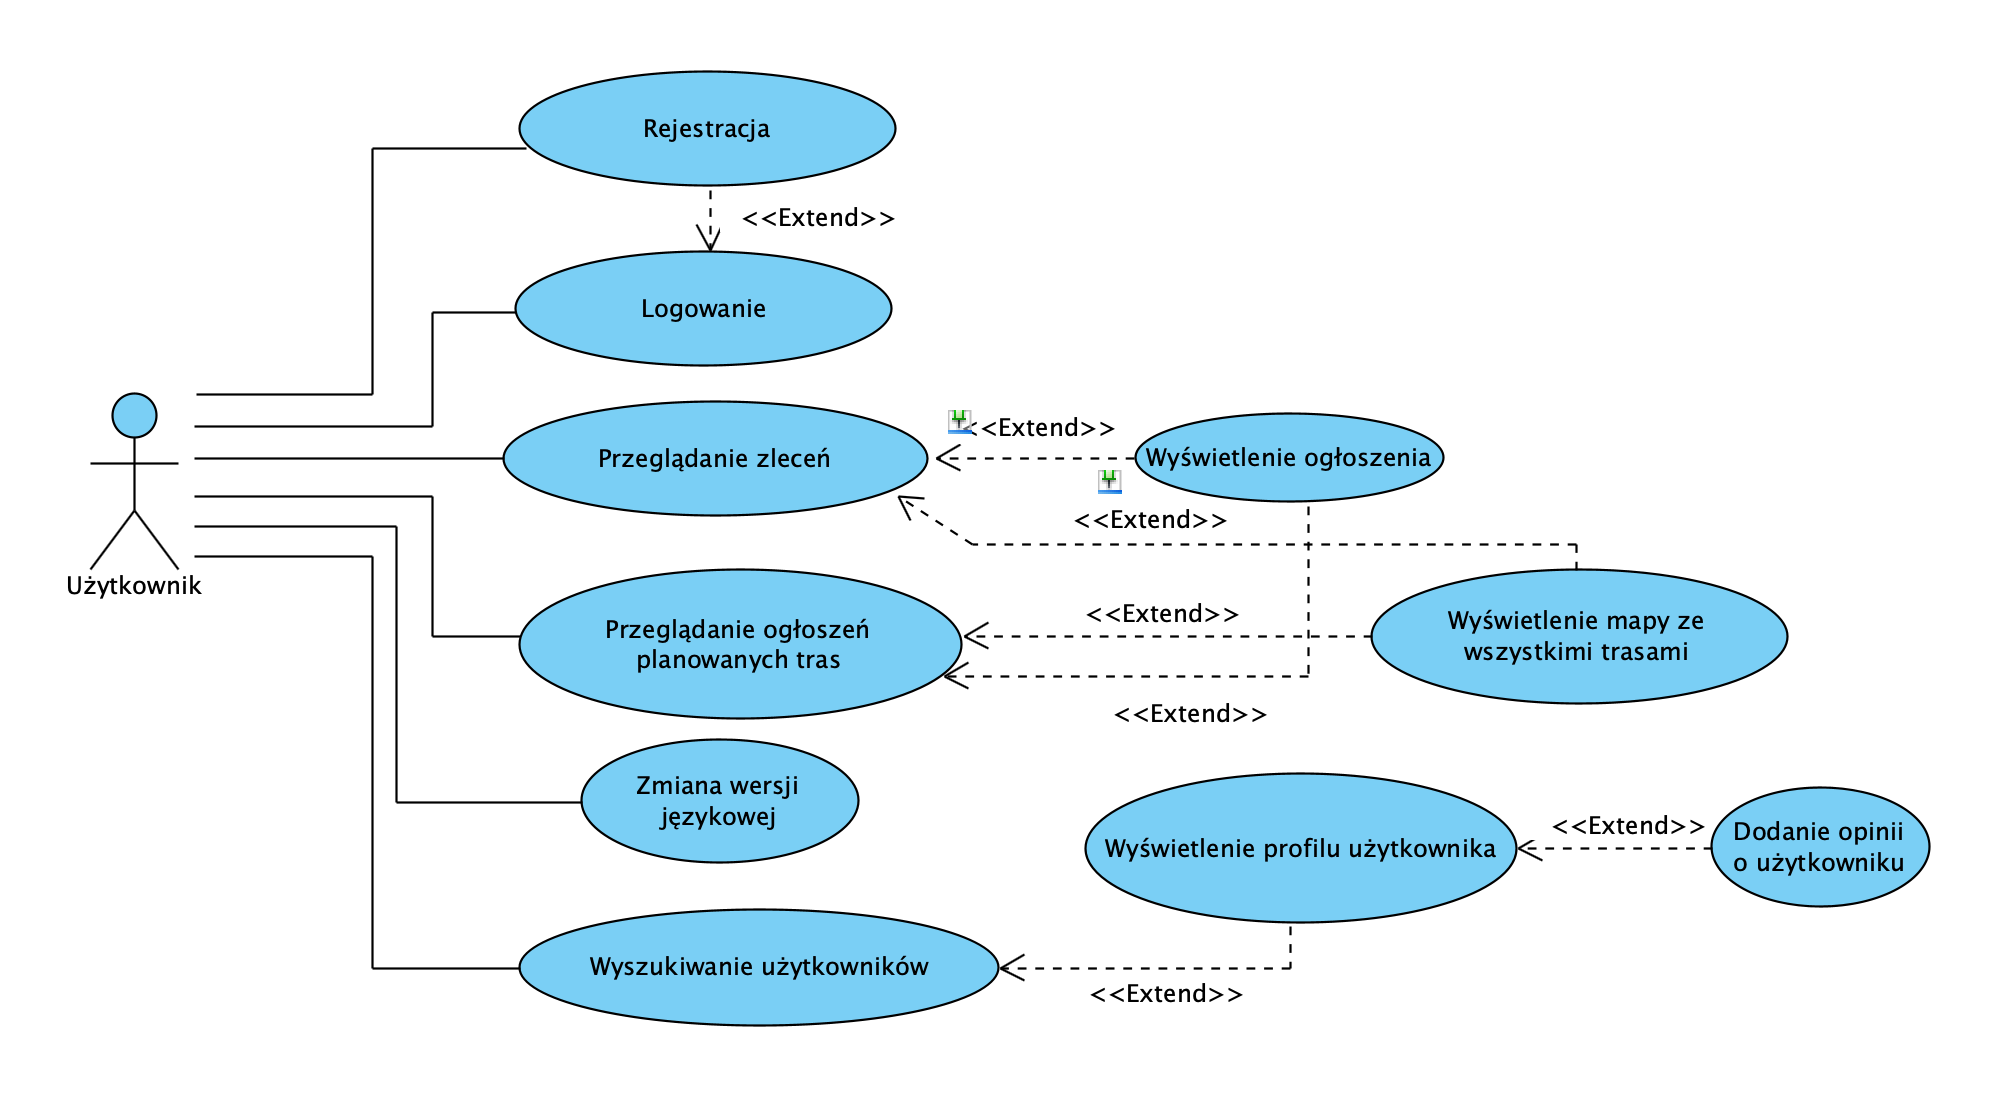 Rejestracja
<<Extend>>
Logowanie
<<Extend>>
Przeglądanie zleceń
Wyświetlenie ogłoszenia
<<Extend>>
Użytkownik
<<Extend>>
Przeglądanie ogłoszeń
planowanych tras
Wyświetlenie mapy ze
wszystkimi trasami
<<Extend>>
Zmiana wersji
językowej
Wyświetlenie profilu użytkownika
<<Extend>>
Dodanie opinii
o użytkowniku
Wyszukiwanie użytkowników
<<Extend>>